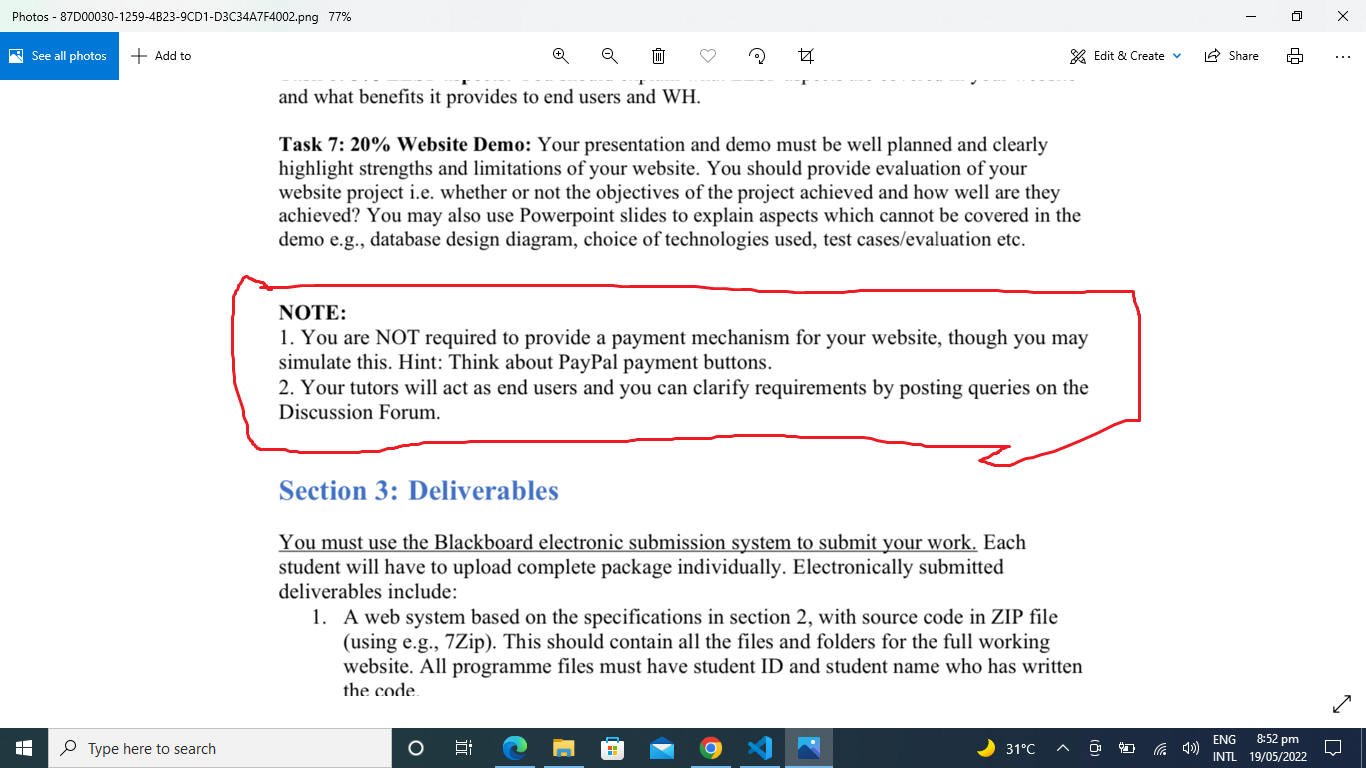 Photos - 87D00030-1259-4B23-9CD1-D3C34A7F4002.png 77%
See all photos
Add to
Edit & Create
Share
and what benefits it provides to end users and WH.
Task 7: 20% Website Demo: Your presentation and demo must be well planned and clearly
highlight strengths and limitations of your website. You should provide evaluation of your
website project i.e. whether or not the objectives of the project achieved and how well are they
achieved? You may also use Powerpoint slides to explain aspects which cannot be covered in the
demo e.g., database design diagram, choice of technologies used, test cases/evaluation etc.
NOTE:
1. You are NOT required to provide a payment mechanism for your website, though you may
simulate this. Hint: Think about PayPal payment buttons.
2. Your tutors will act as end users and you can clarify requirements by posting queries on the
Discussion Forum.
Section 3: Deliverables
You must use the Blackboard electronic submission system to submit your work. Each
student will have to upload complete package individually. Electronically submitted
deliverables include:
1. A web system based on the specifications in section 2, with source code in ZIP file
(using e.g., 7Zip). This should contain all the files and folders for the full working
website. All programme files must have student ID and student name who has written
the code.
Type here to search
31°C
ENG
INTL
8:52 pm
19/05/2022